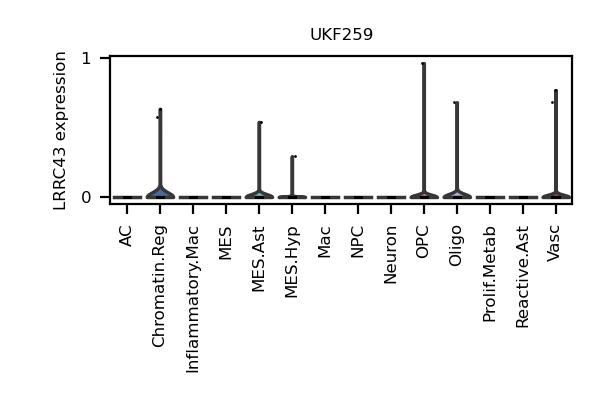 UKF259
LRRC43 expression
1
0
AC
Chromatin.Reg
Inflammatory.Mac
MES
MES.Ast
MES.Hyp
Mac
NPC
Neuron
OPC
Oligo
Prolif.Metab
Reactive.Ast
Vasc